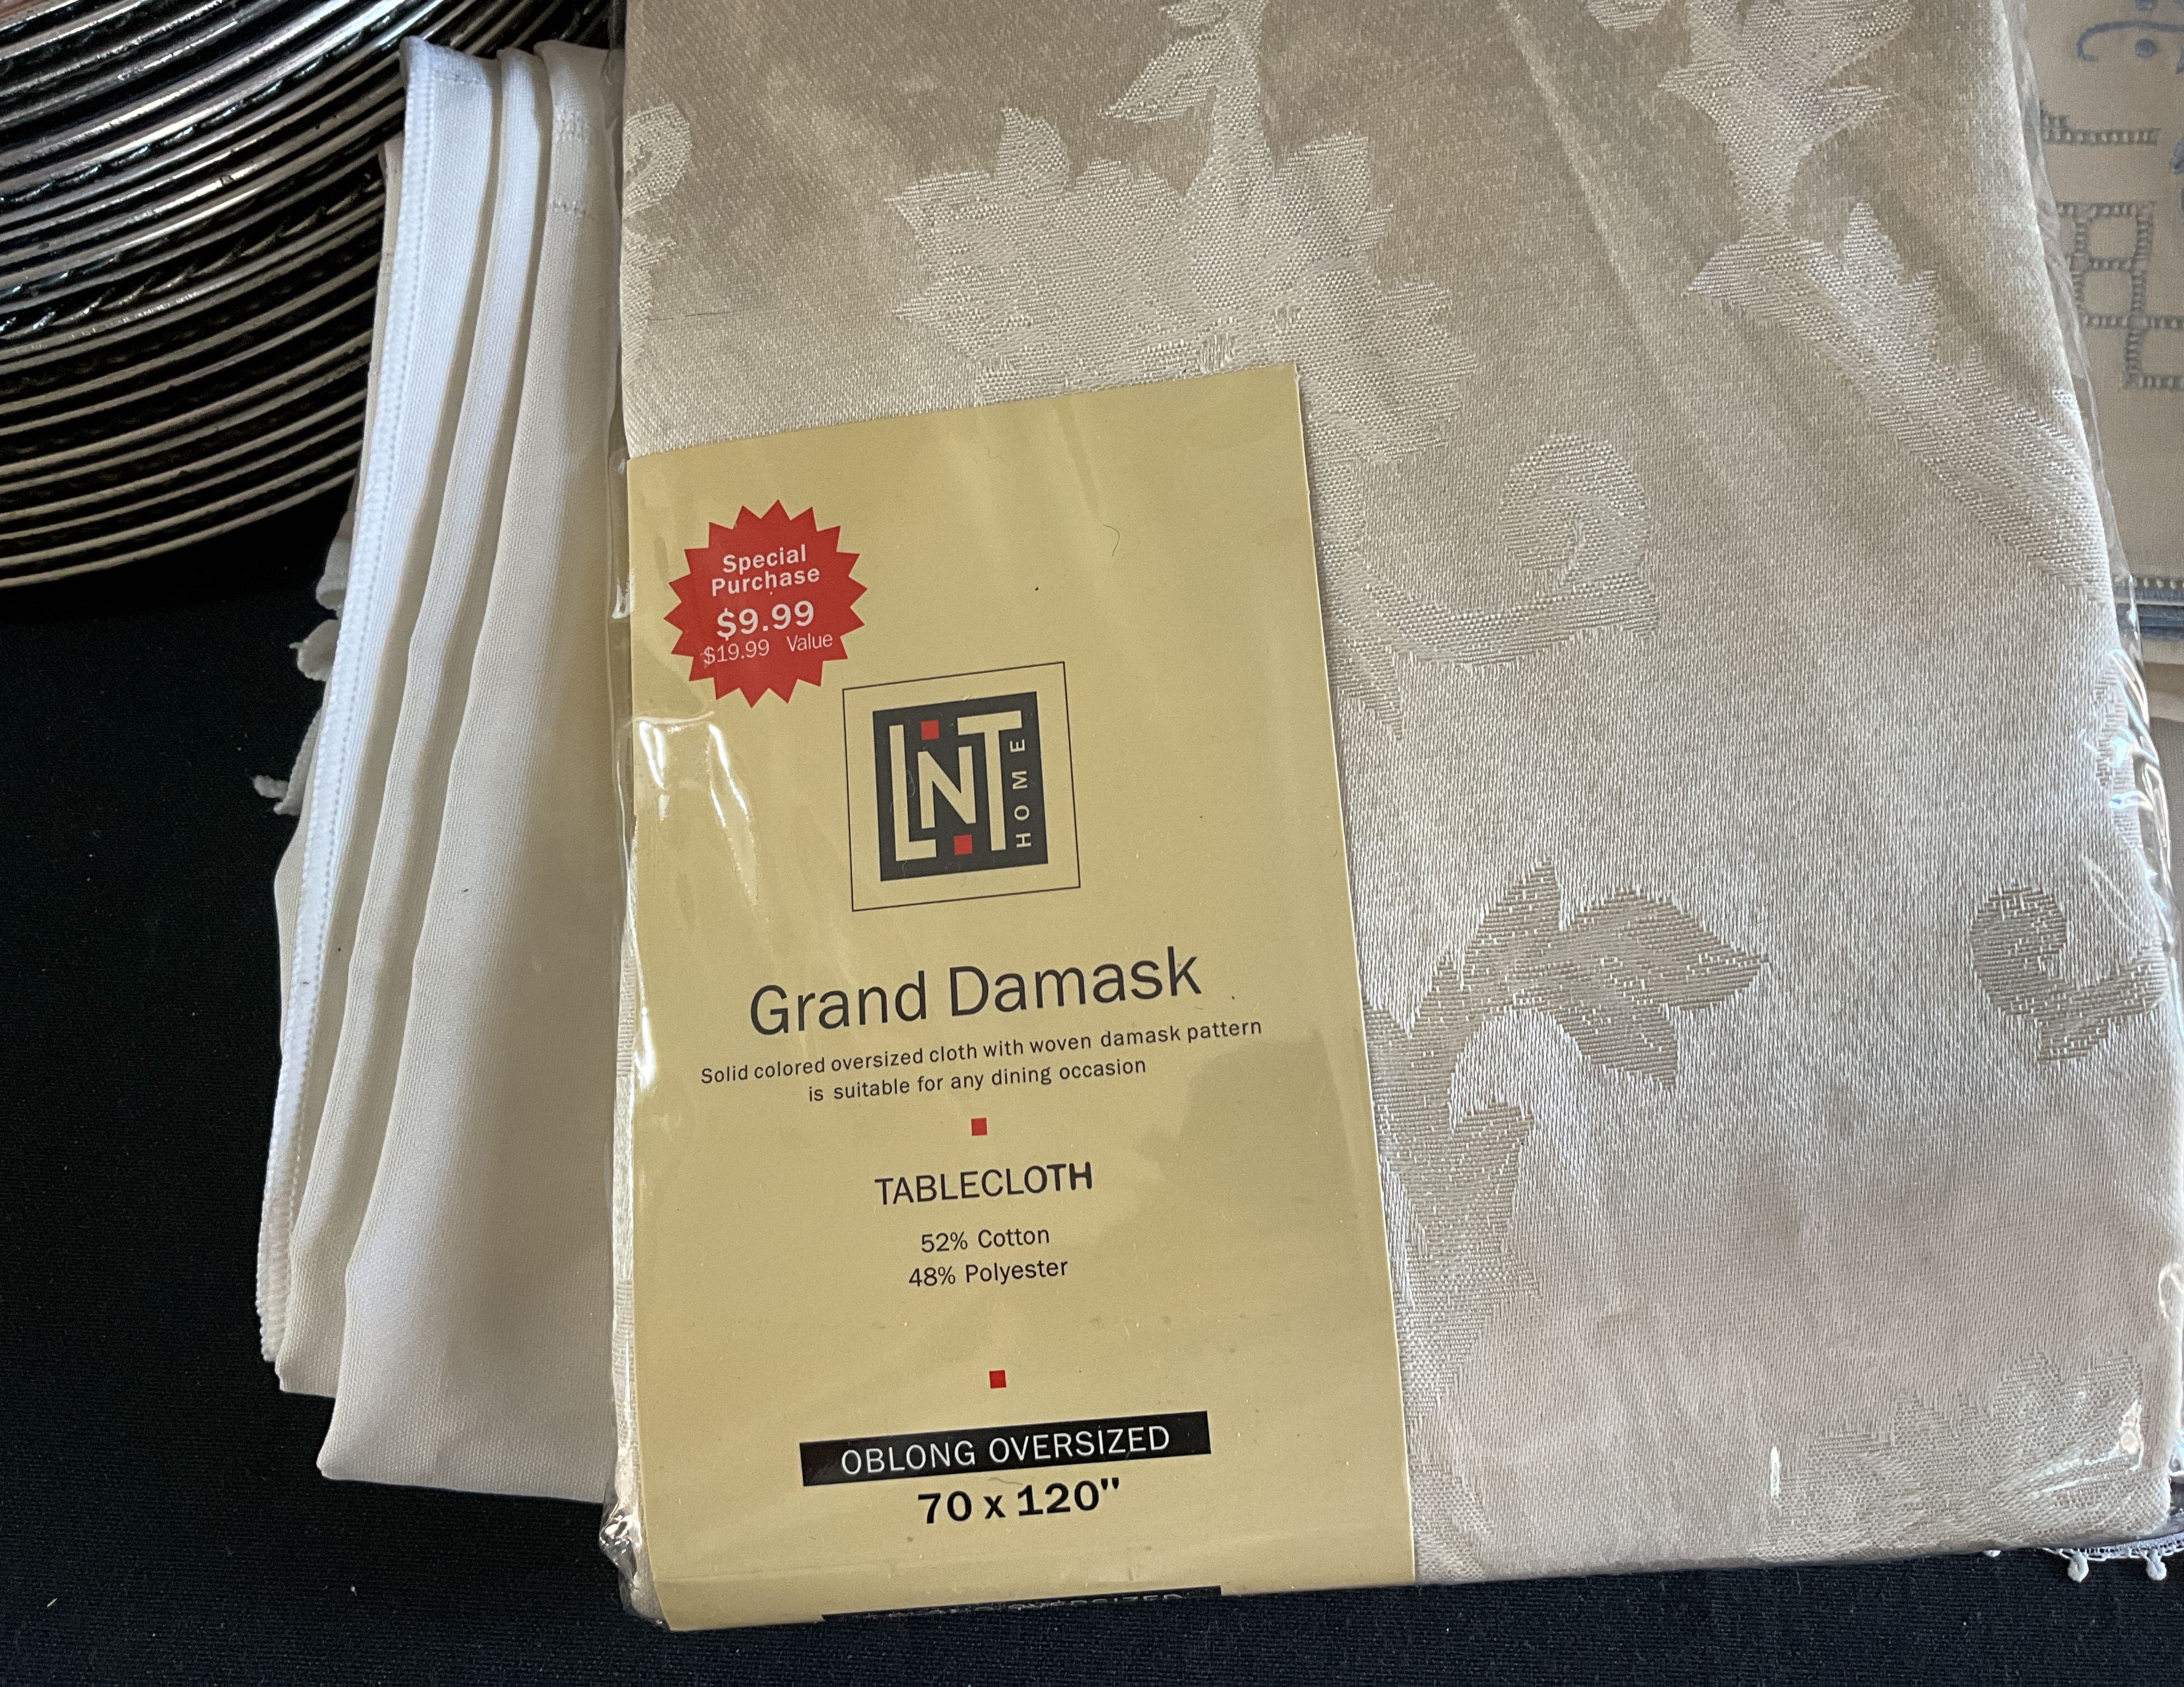 Special
Purchase
$9.99
$19.99 Value
LNT
HOME
Grand Damask
Solid colored oversized cloth with woven damask pattern
is suitable for any dining occasion
TABLECLOTH
52% Cotton
48% Polyester
OBLONG OVERSIZED
70 x 120"